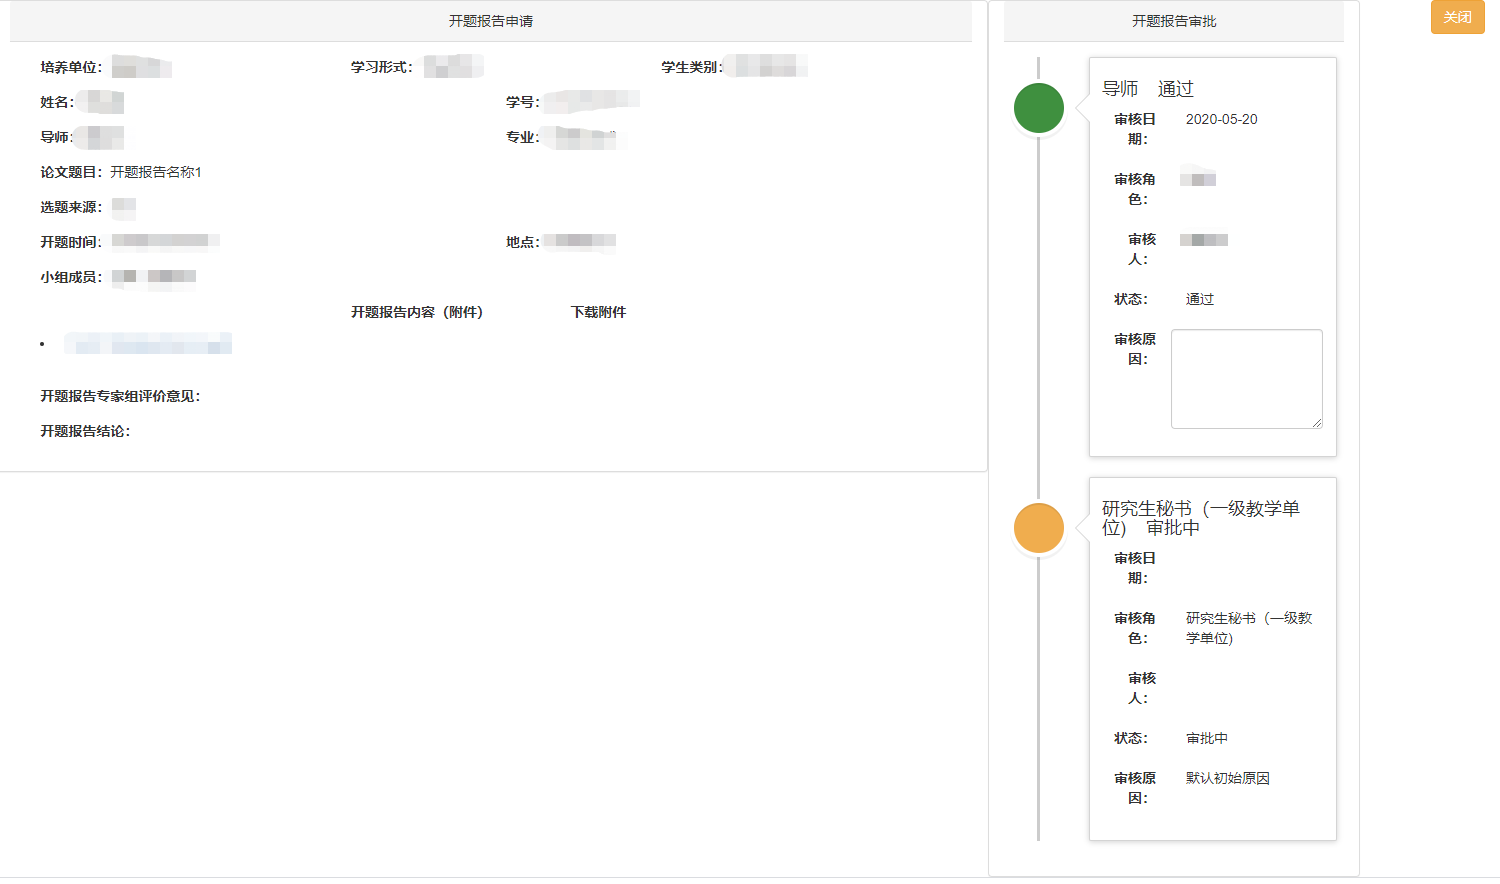 开题报告申请
培养单位：
学习形式：
学生类别：
姓名：
学号：
导师：
专业：
论文题目：开题报告名称1
选题来源：
开题时间：
地点：
小组成员：
开题报告内容（附件）
下载附件
开题报告专家组评价意见：
开题报告结论：
开题报告审批
导师 通过
审核日
期：
2020-05-20
审核角
色：
审核
人：
状态：
通过
审核原
因：
研究生秘书（一级教学单
位） 审批中
审核日
期：
审核角
色：
研究生秘书（一级教
学单位）
审核
人：
状态：
审批中
审核原
因：
默认初始原因
关闭